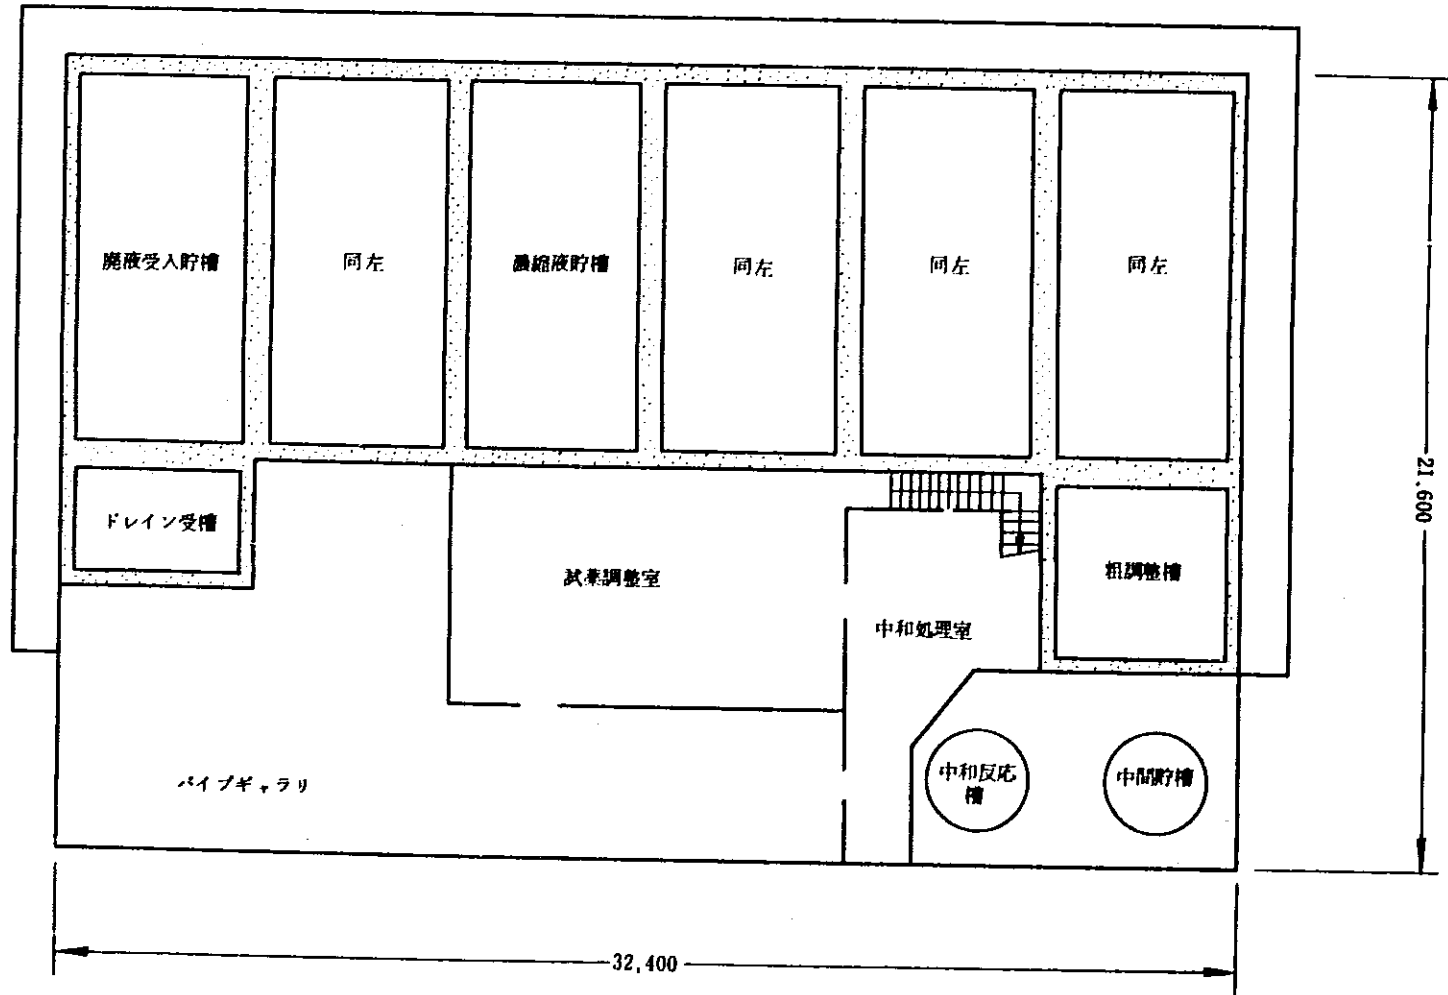 廃液受入貯槽
同左
濃縮液貯槽
同左
同左
同左
ドレイン受槽
試薬調整室
中和処理室
粗調整槽
21,600
パイプギャラリ
中和反応
槽
中間貯槽
32,400